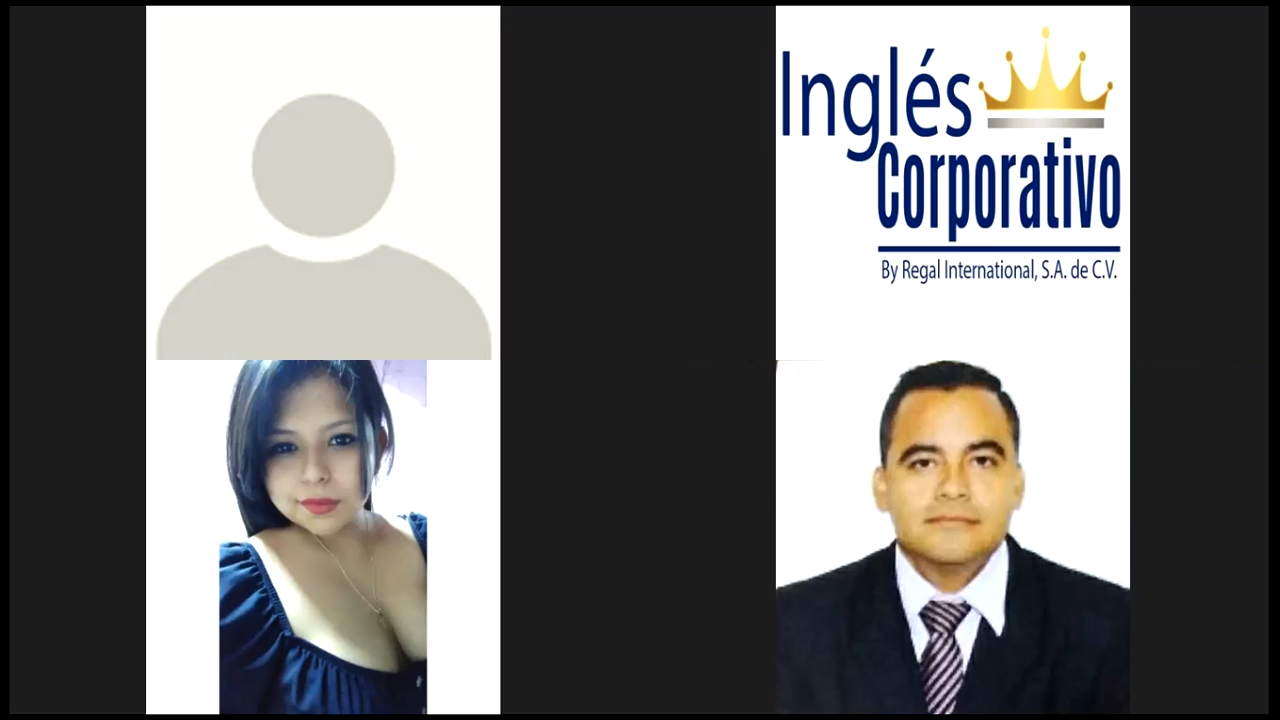 Inglés
Corporativo
By Regal International, S.A. de C.V.